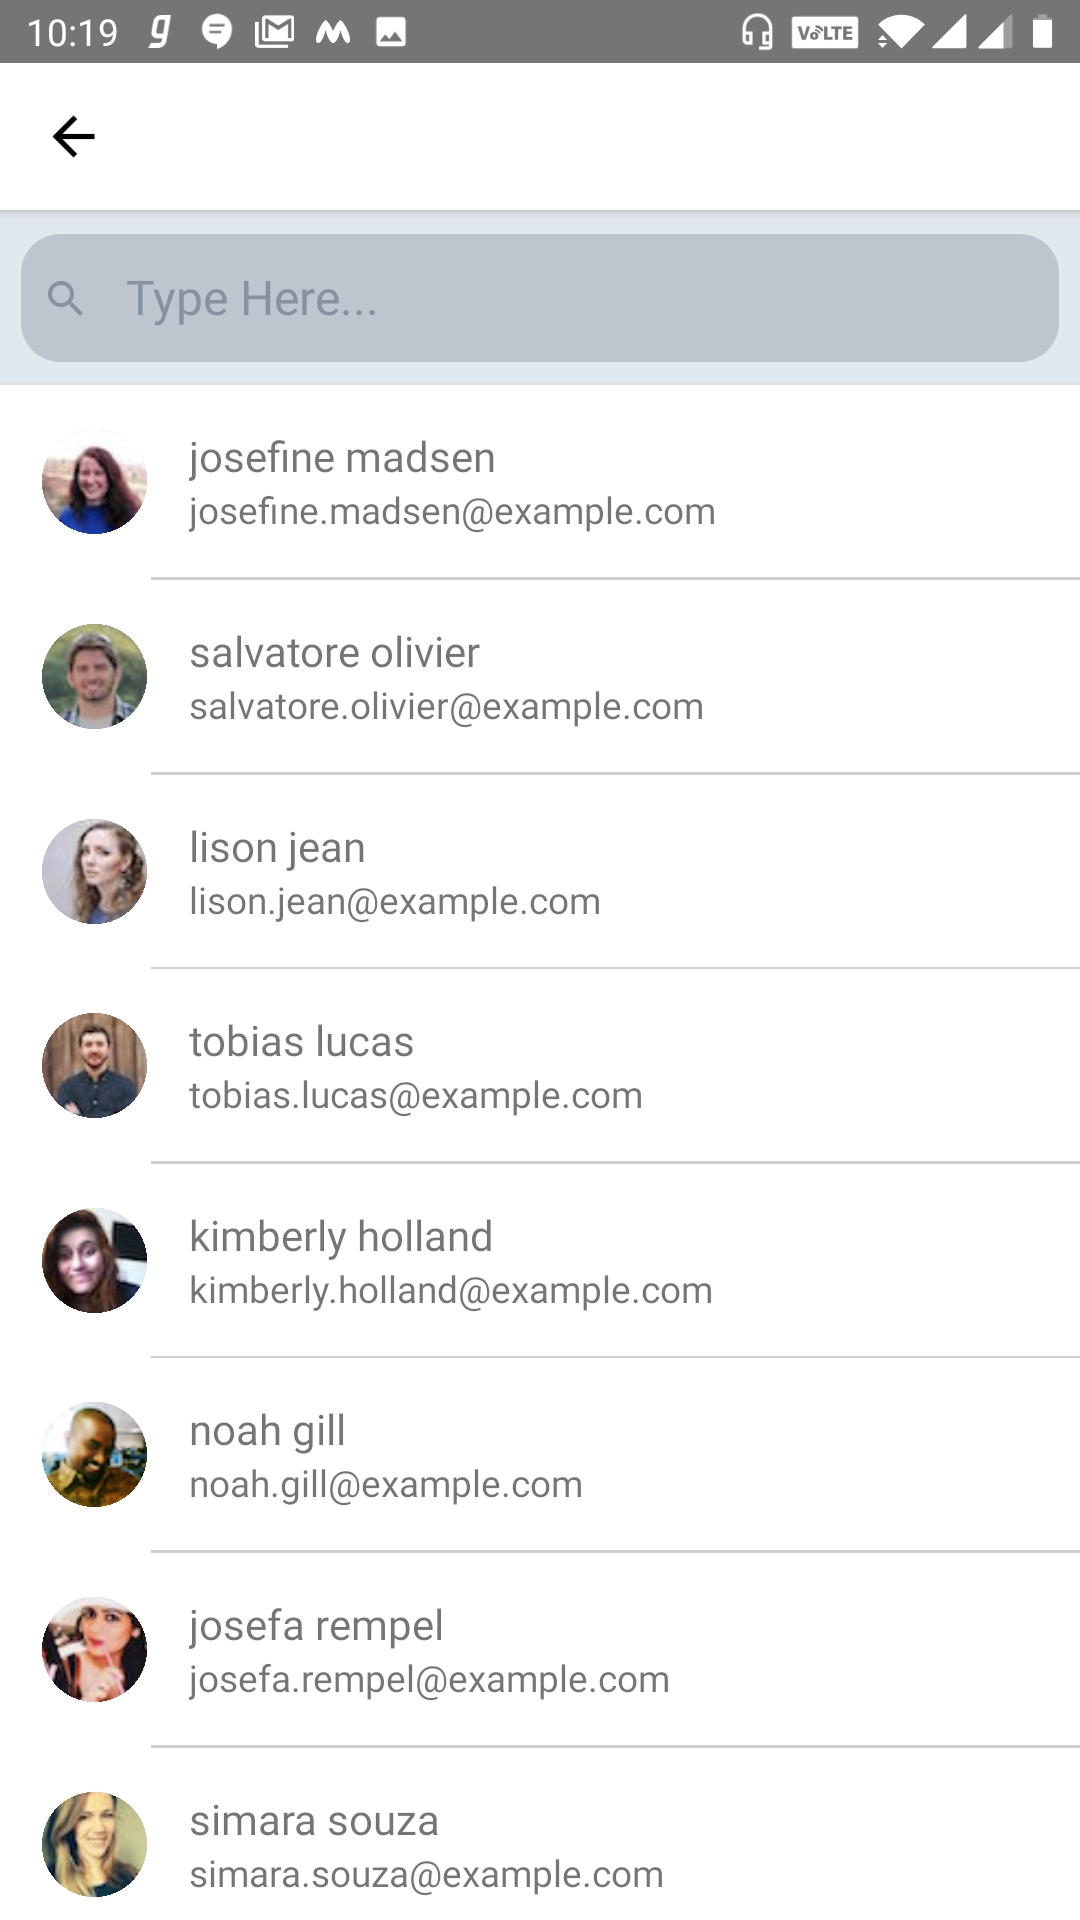 10:19 g VoLTE
Type Here...
josefine madsen
josefine.madsen@example.com
salvatore olivier
salvatore.olivier@example.com
lison jean
lison.jean@example.com
tobias lucas
tobias.lucas@example.com
kimberly holland
kimberly.holland@example.com
noah gill
noah.gill@example.com
josefa rempel
josefa.rempel@example.com
simara souza
simara.souza@example.com